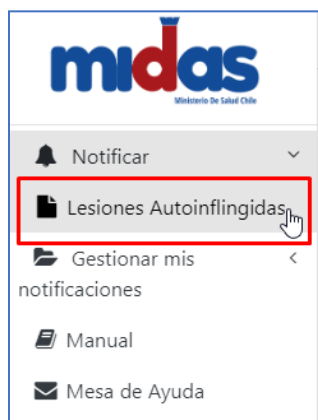 midas
Ministerio De Salud Chile
Notificar
Lesiones Autoinflingidas
Gestionar mis
notificaciones
Manual
Mesa de Ayuda